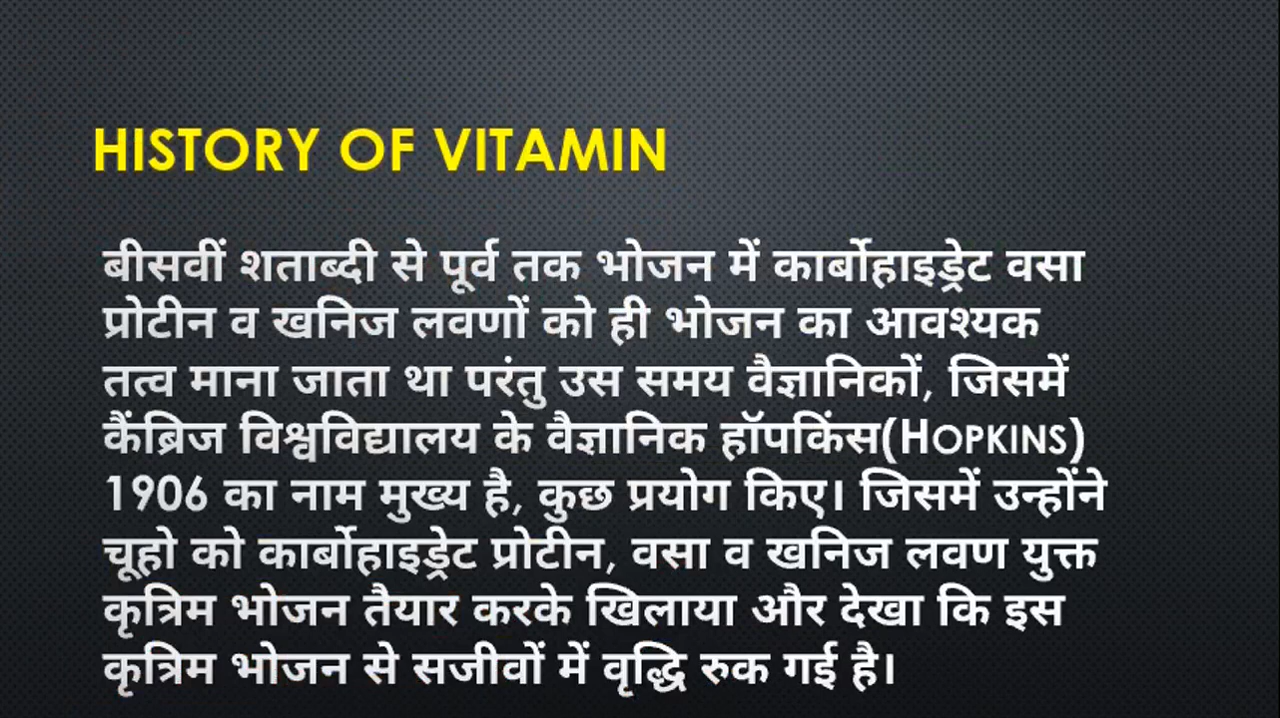 HISTORY OF VITAMIN
बीसवीं शताब्दी से पूर्व तक भोजन में कार्बोहाइड्रेट वसा
प्रोटीन व खनिज लवणों को ही भोजन का आवश्यक
तत्व माना जाता था परंतु उस समय वैज्ञानिकों, जिसमें
कैंब्रिज विश्वविद्यालय के वैज्ञानिक हॉपकिंस(HOPKINS)
1906 का नाम मुख्य है, कुछ प्रयोग किए। जिसमें उन्होंने
चूहो को कार्बोहाइड्रेट प्रोटीन, वसा व खनिज लवण युक्त
कृत्रिम भोजन तैयार करके खिलाया और देखा कि इस
कृत्रिम भोजन से सजीवों में वृद्धि रुक गई है।